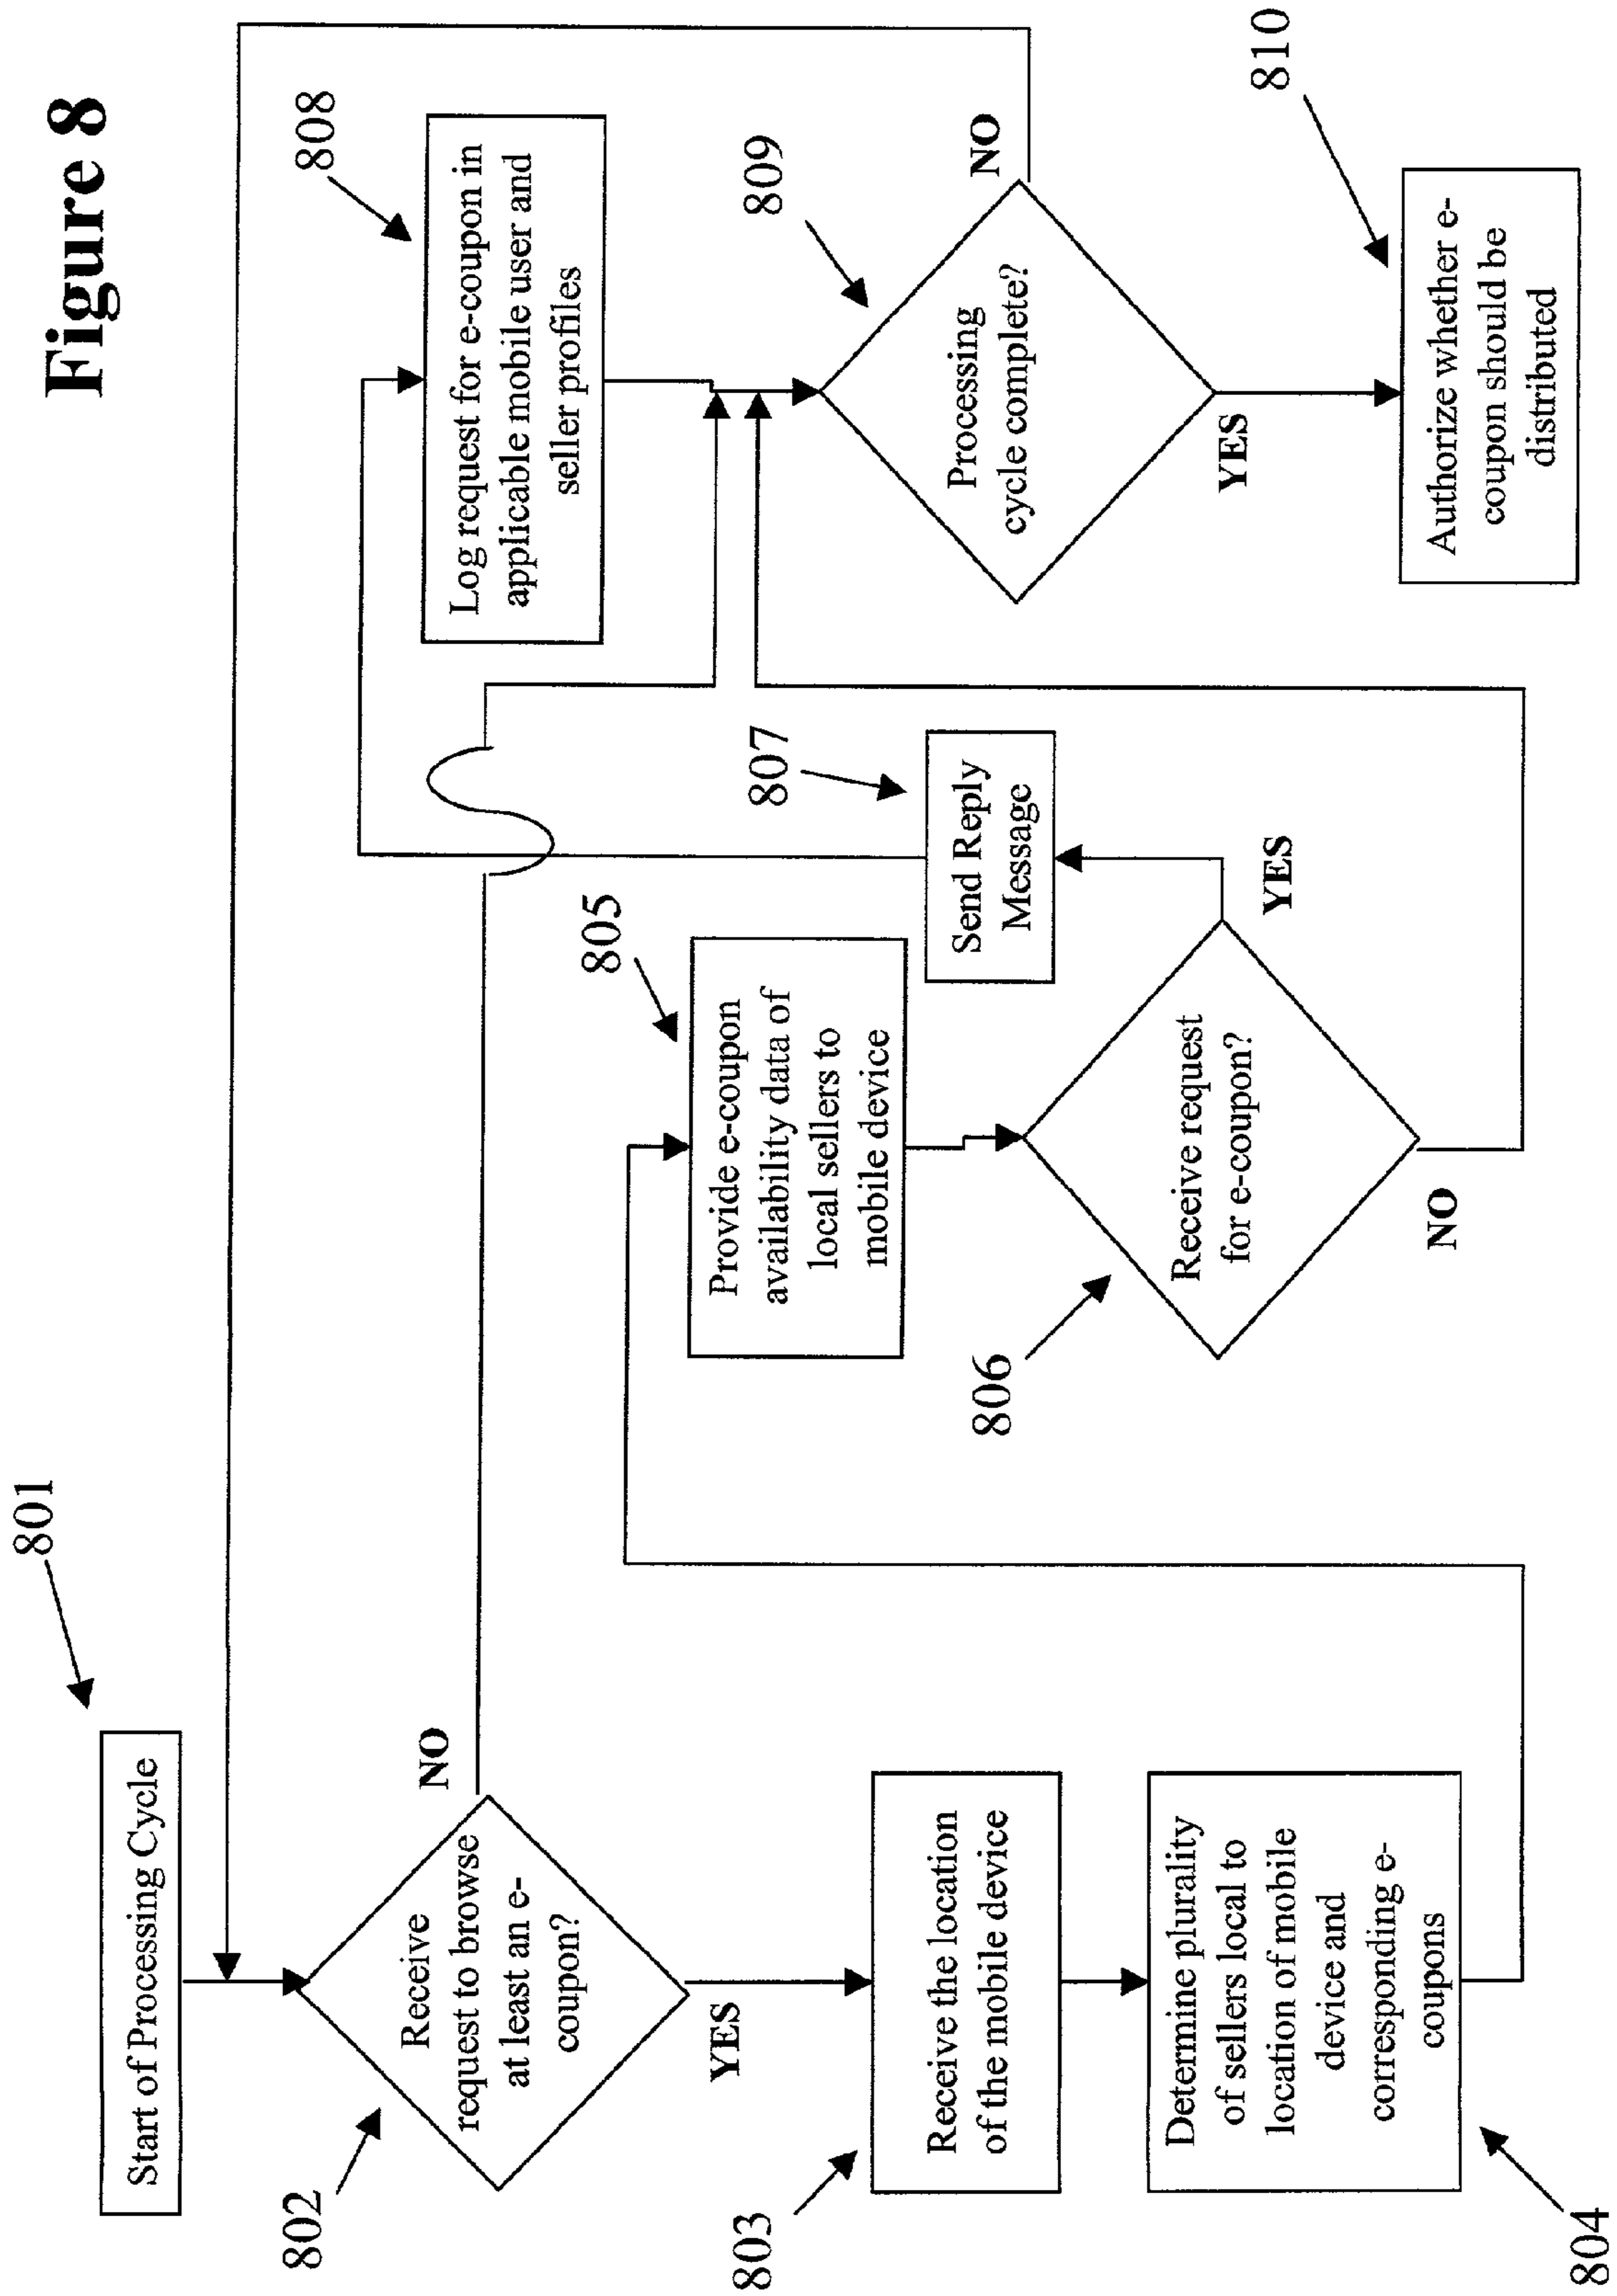 Figure 8
801
Start of Processing Cycle
802
Receive
request to browse
at least an e-
coupon?
NO
YES
803
Receive the location
of the mobile device
804
Determine plurality
of sellers local to
location of mobile
device and
corresponding e-
coupons
805
Provide e-coupon
availability data of
local sellers to
mobile device
806
Receive request
for e-coupon?
YES
NO
807
Send Reply
Message
808
Log request for e-coupon in
applicable mobile user and
seller profiles
809
Processing
cycle complete?
NO
YES
810
Authorize whether e-
coupon should be
distributed